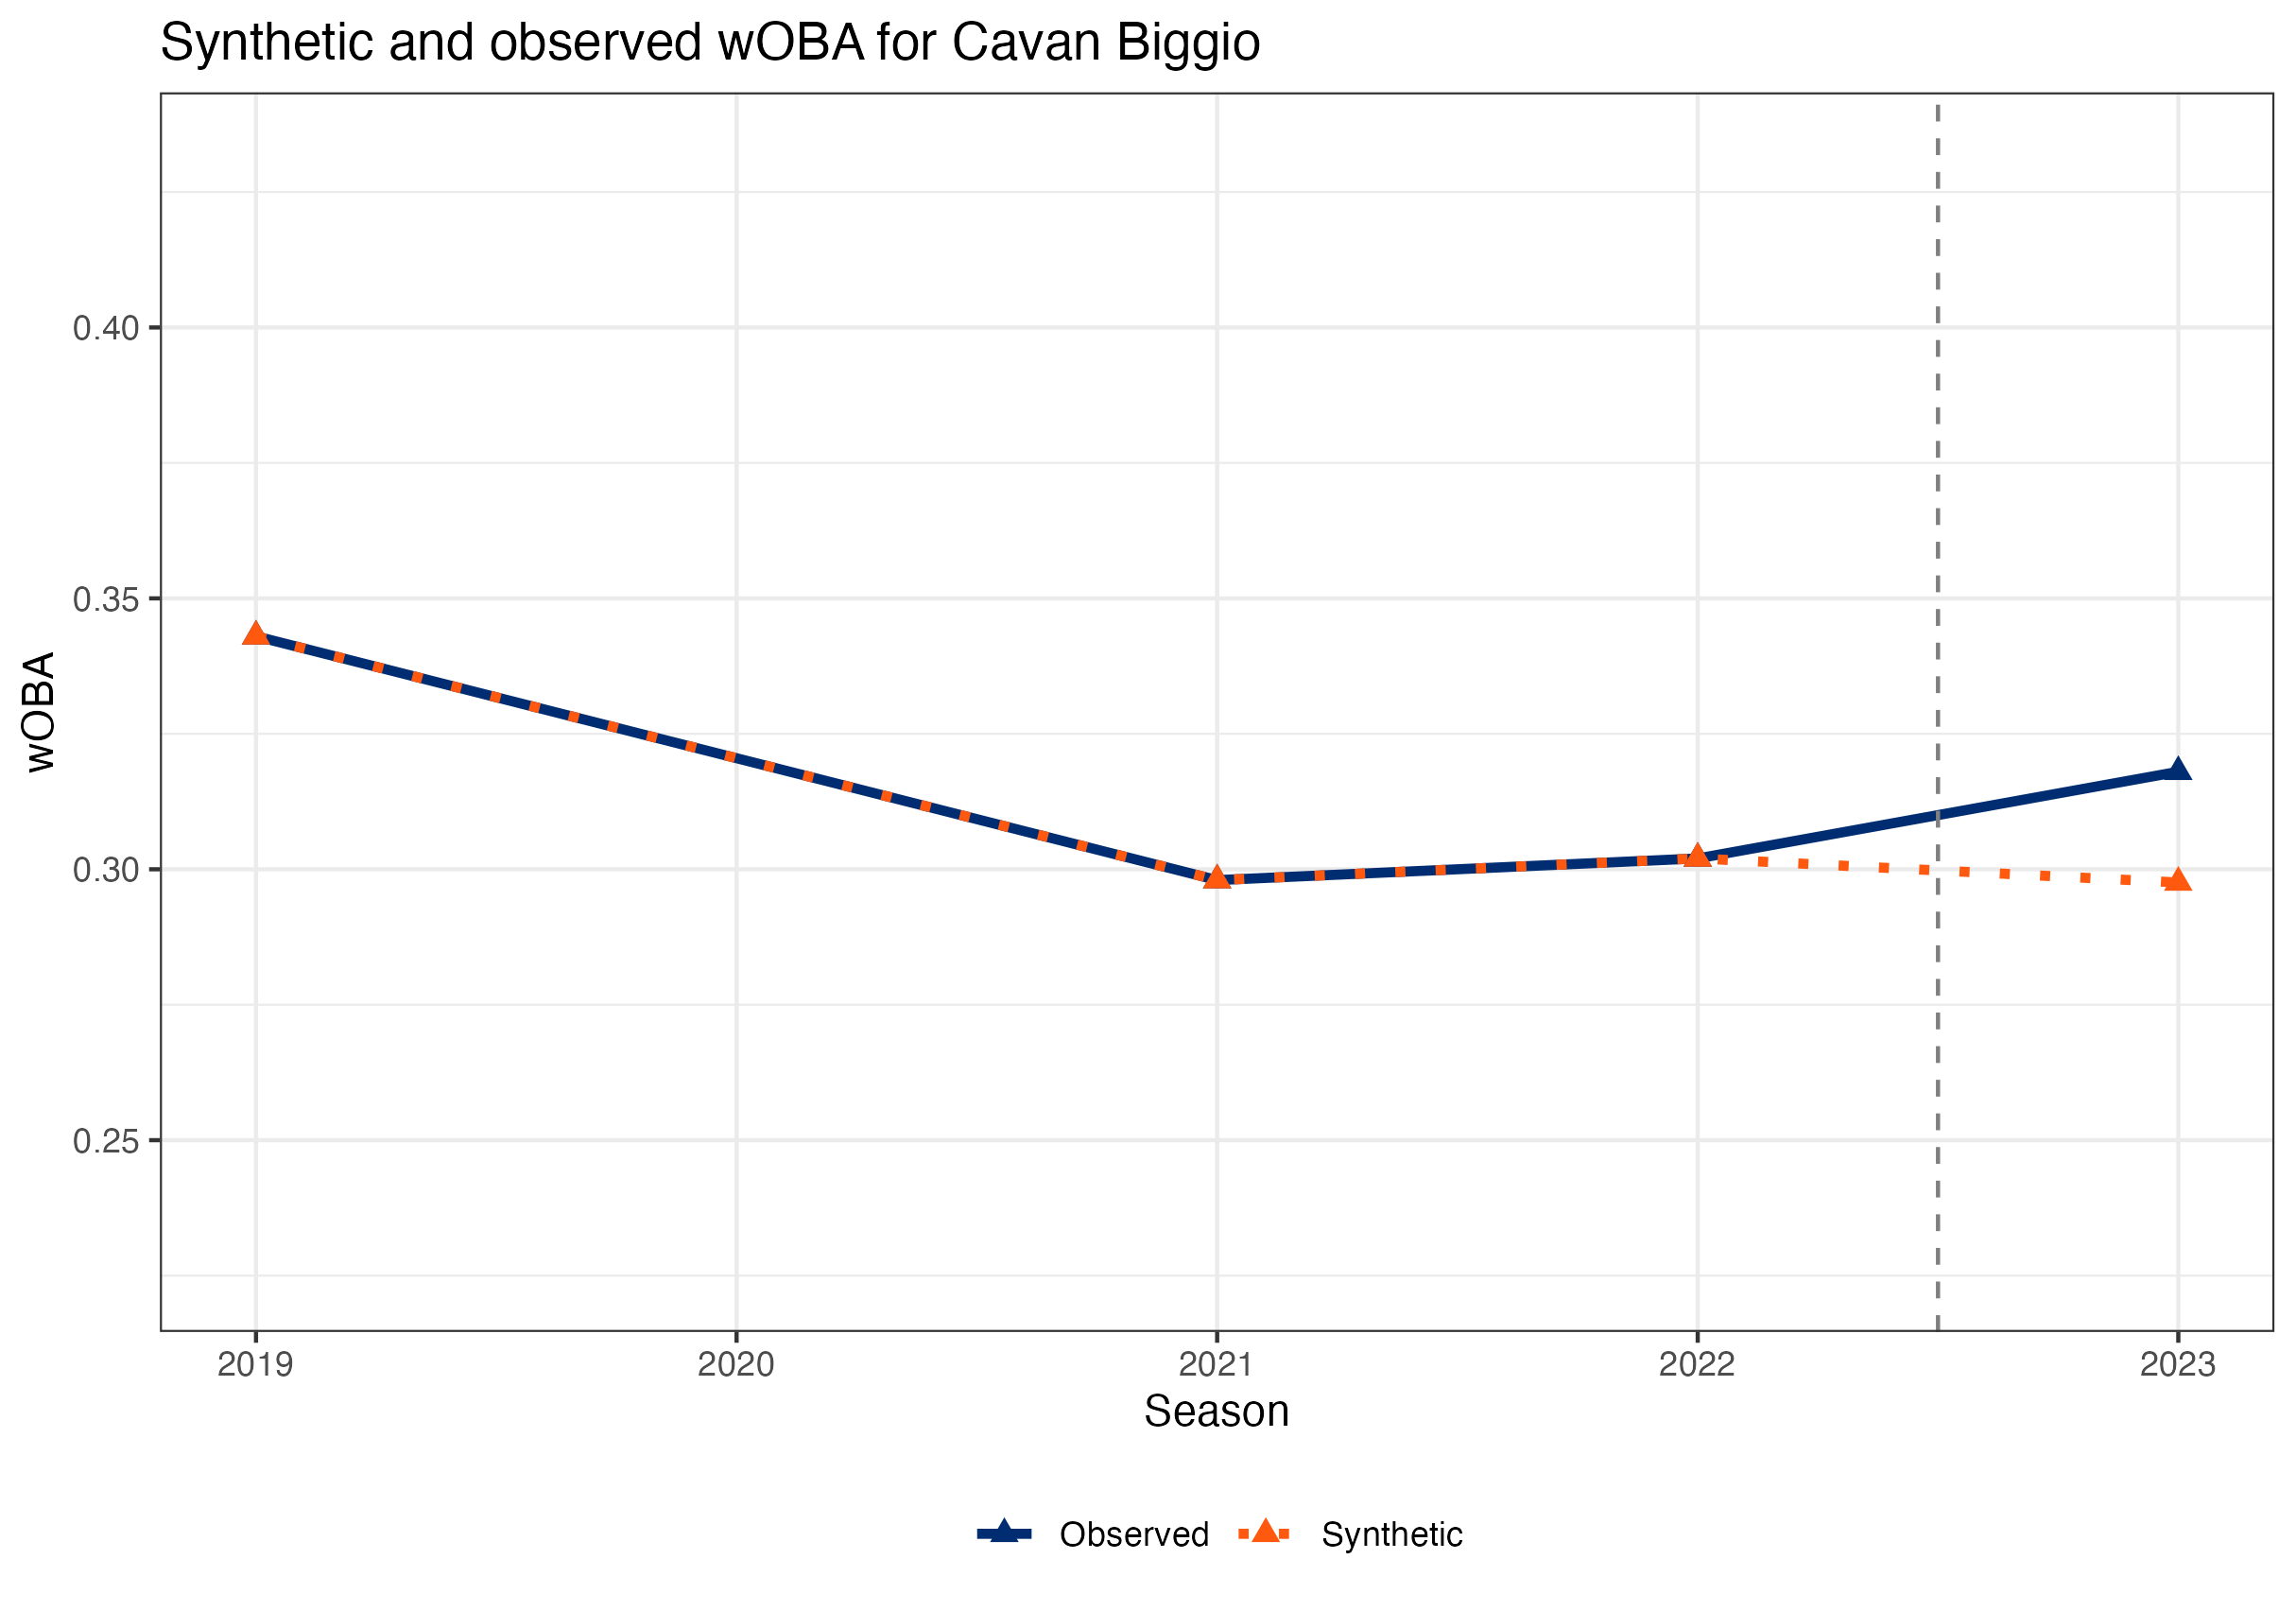 Synthetic and observed wOBA for Cavan Biggio
wOBA
0.40
0.35
0.30
0.25
2019 2020 2021 2022 2023
Season
Observed Synthetic